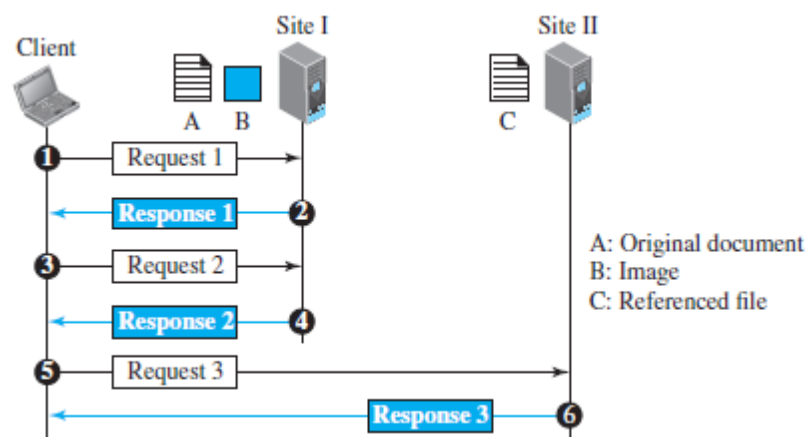 Site I
Site II
Client
A
B
C
1
Request 1
Response 1
2
3
Request 2
Response 2
4
5
Request 3
Response 3
6
A: Original document
B: Image
C: Referenced file